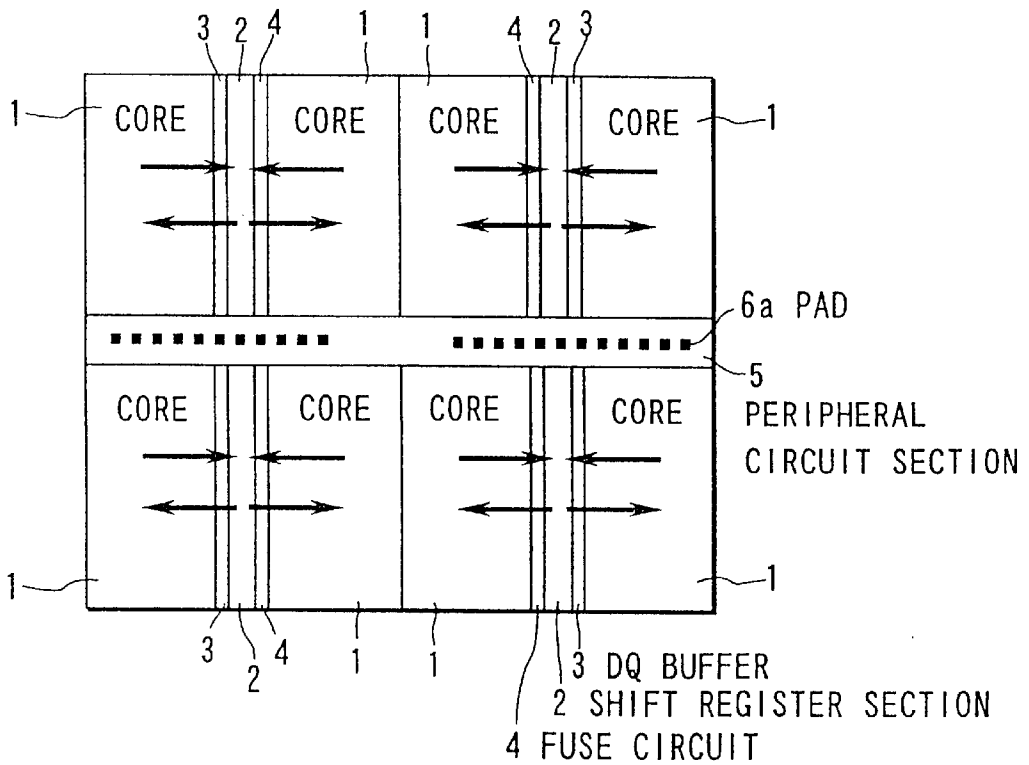 3 2 4 1 1 4 2 3
1 CORE CORE CORE CORE 1
6a PAD
5
CORE CORE CORE CORE PERIPHERAL
CIRCUIT SECTION
1 1
3 2 4 1 1 3 DQ BUFFER
2 SHIFT REGISTER SECTION
4 FUSE CIRCUIT